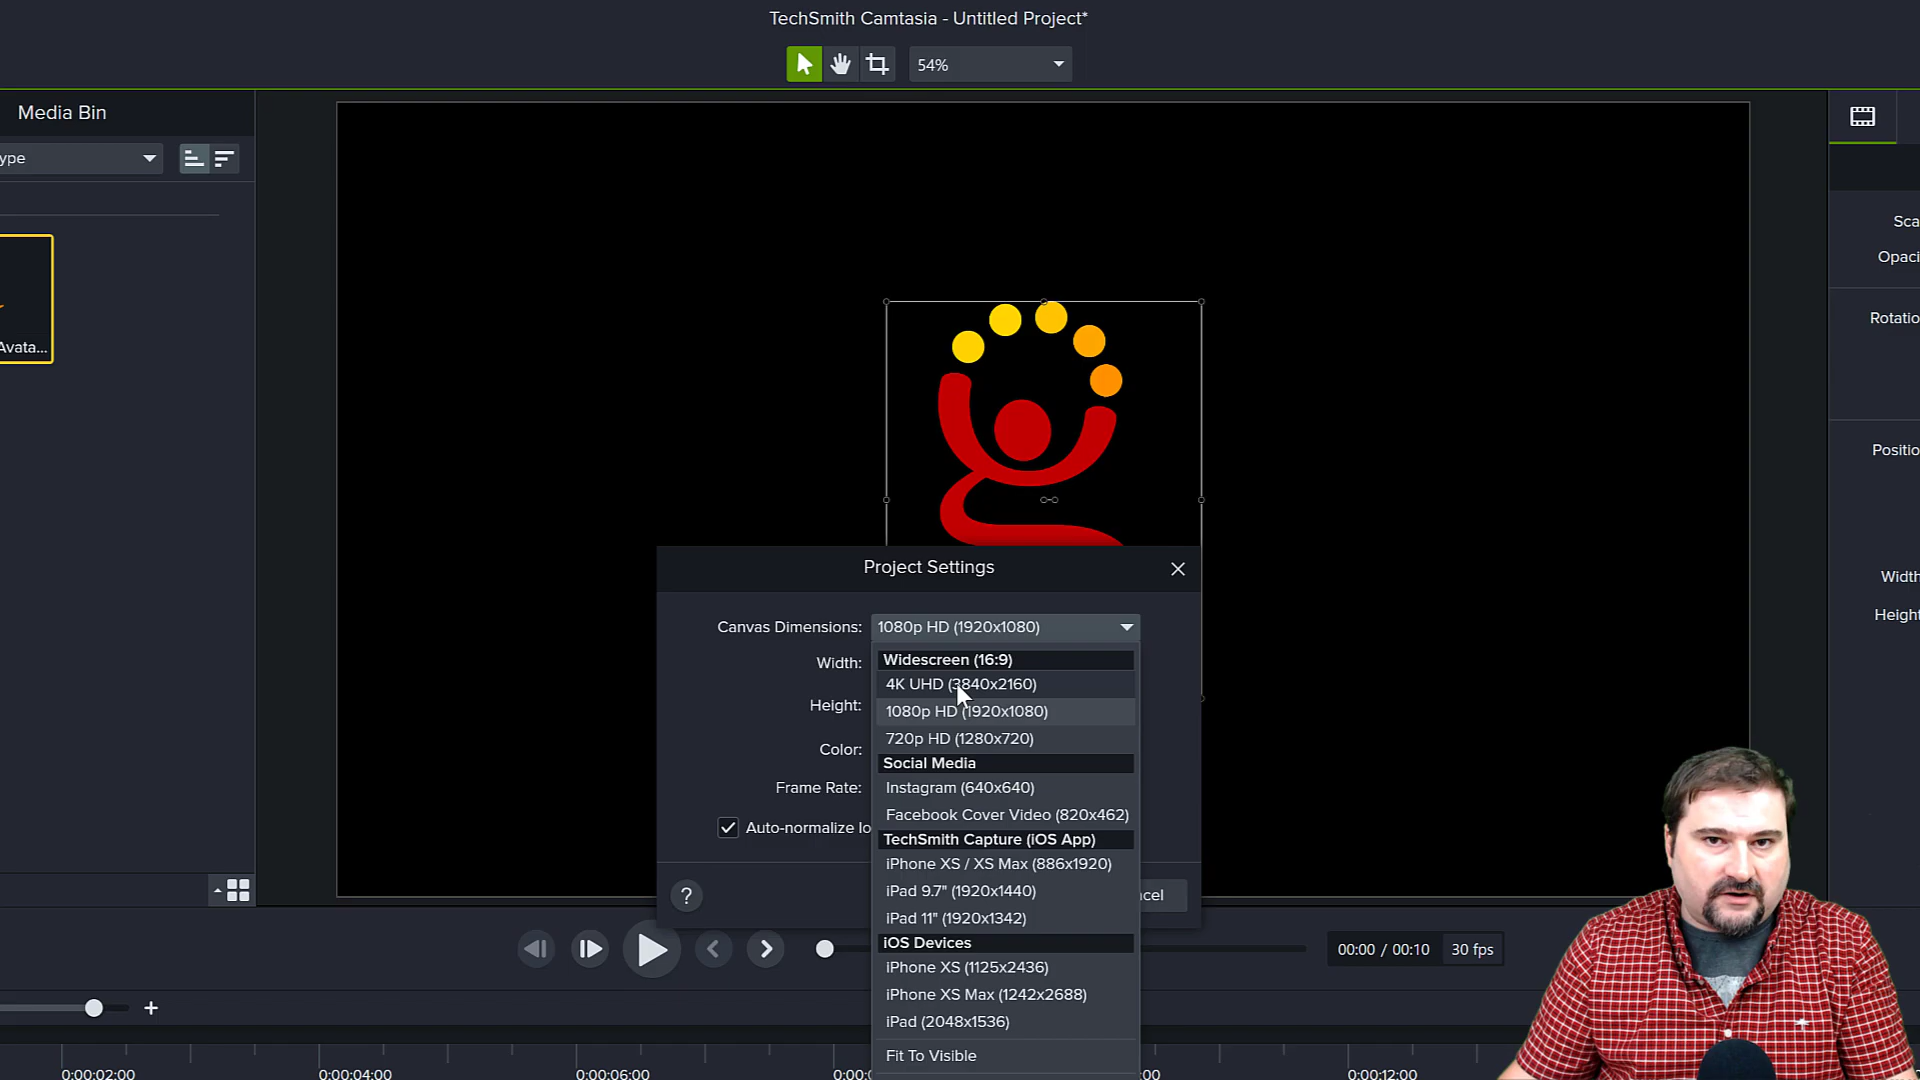 TechSmith Camtasia - Untitled Project*
54%
Media Bin
ype
Avata...
Sca
Opaci
Rotatio
Positio
Width
Height
Project Settings
Canvas Dimensions: 1080p HD (1920x1080)
Width:
Height:
Color:
Frame Rate:
Auto-normalize lo
Widescreen (16:9)
4K UHD (3840x2160)
1080p HD (1920x1080)
720p HD (1280x720)
Social Media
Instagram (640x640)
Facebook Cover Video (820x462)
TechSmith Capture (iOS App)
iPhone XS / XS Max (886x1920)
iPad 9.7" (1920x1440)
iPad 11" (1920x1342)
iOS Devices
iPhone XS (1125x2436)
iPhone XS Max (1242x2688)
iPad (2048x1536)
Fit To Visible
?
ncel
00:00 / 00:10 30 fps
0:00:02:00 0:00:04:00 0:00:06:00 0:00:0 :00 0:00:12:00